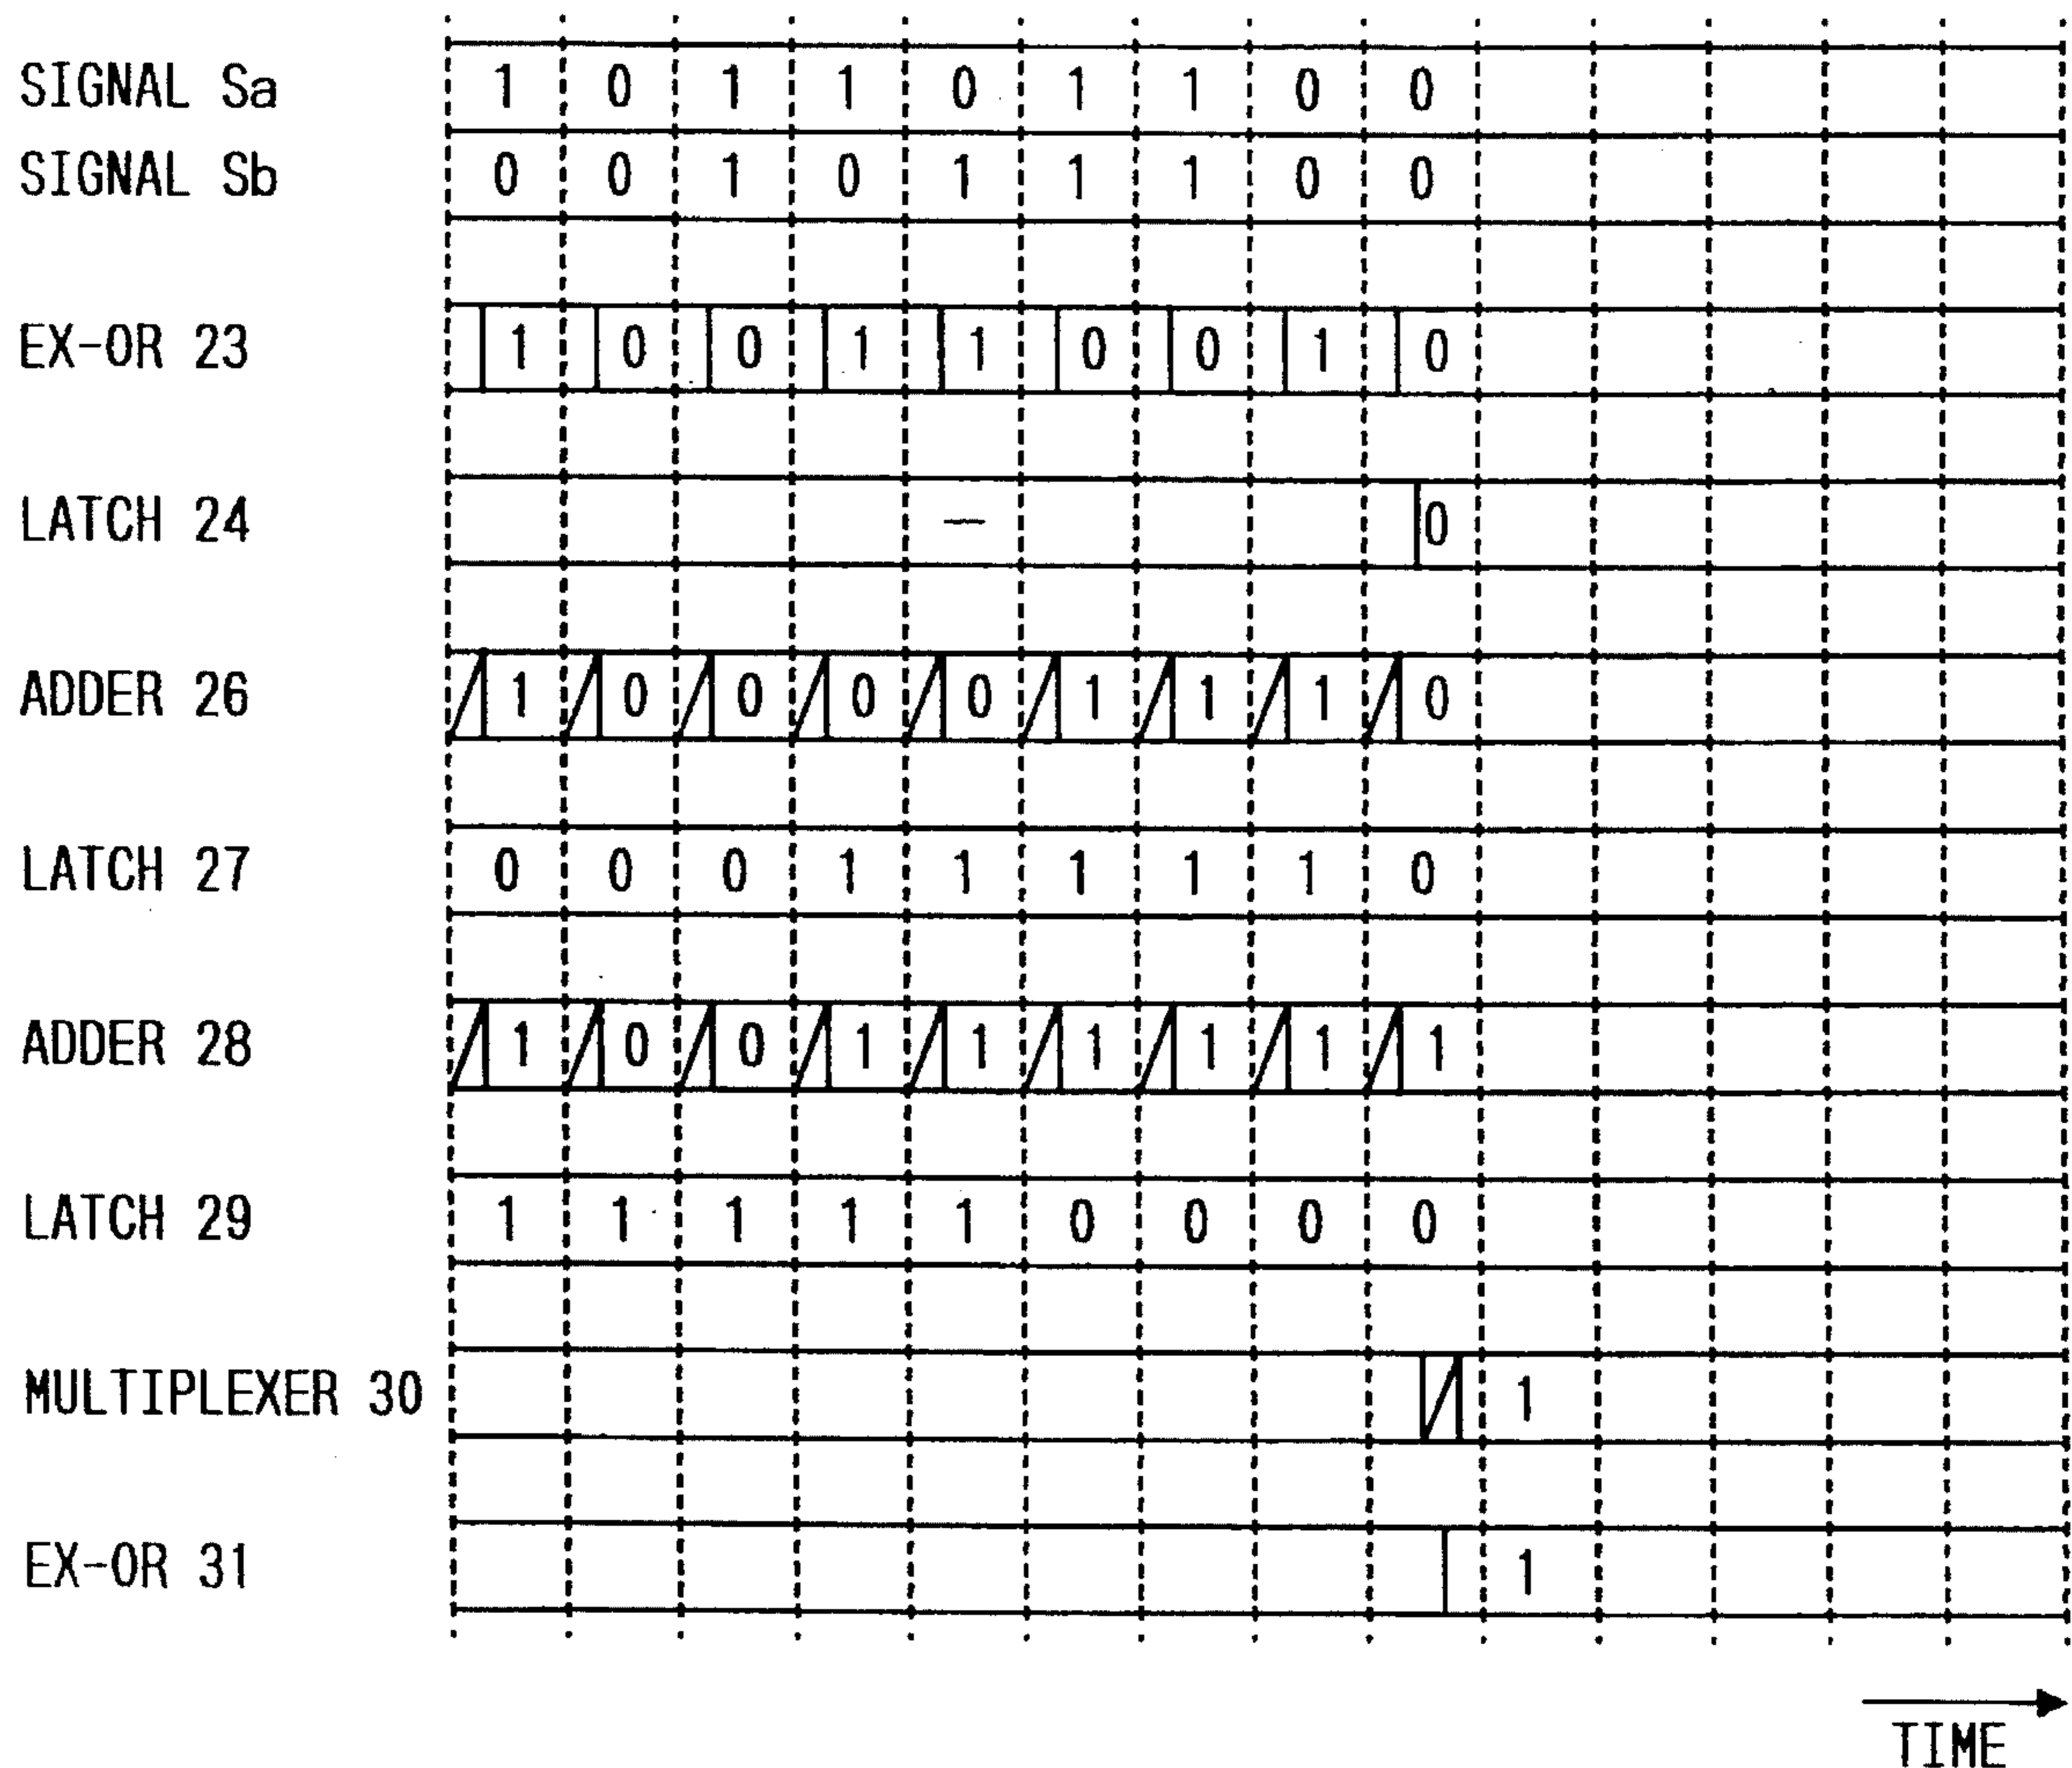 SIGNAL Sa 1 0 1 1 0 1 1 0 0
SIGNAL Sb 0 0 1 0 1 1 1 0 0
EX-OR 23 1 0 0 1 1 0 0 1 0
LATCH 24 — 0
ADDER 26 1 0 0 0 0 1 1 1 0
LATCH 27 0 0 0 1 1 1 1 1 0
ADDER 28 1 0 0 1 1 1 1 1 1
LATCH 29 1 1 1 1 1 0 0 0 0
MULTIPLEXER 30 1
EX-OR 31 1
TIME